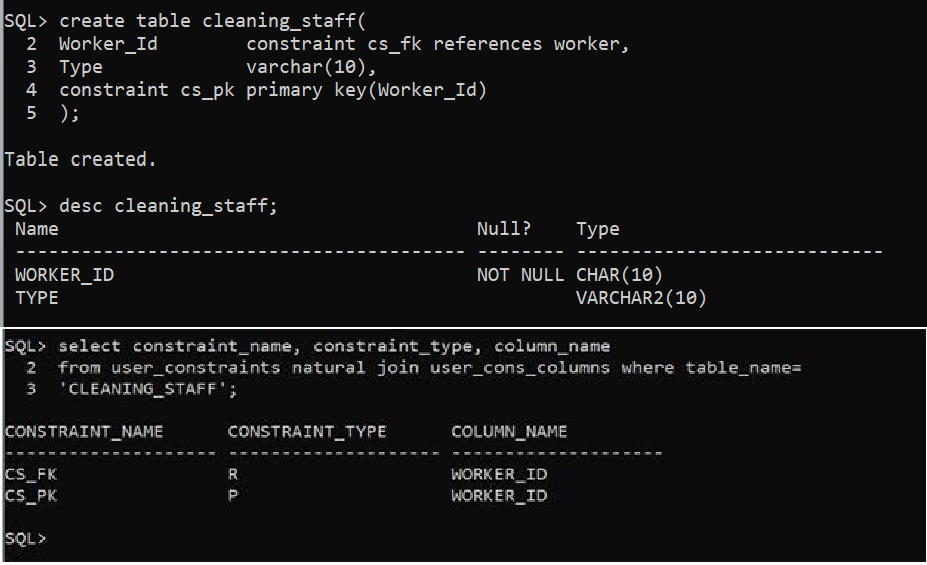 SQL> create table cleaning_staff(
  2  Worker_Id        constraint cs_fk references worker,
  3  Type             varchar(10),
  4  constraint cs_pk primary key(Worker_Id)
  5  );
Table created.
SQL> desc cleaning_staff;
 Name                                      Null?    Type
 ----------------------------------------- -------- ----------------------------
 WORKER_ID                                 NOT NULL CHAR(10)
 TYPE                                               VARCHAR2(10)
SQL> select constraint_name, constraint_type, column_name
  2  from user_constraints natural join user_cons_columns where table_name=
  3  'CLEANING_STAFF';
CONSTRAINT_NAME      CONSTRAINT_TYPE      COLUMN_NAME
-------------------- -------------------- --------------------
CS_FK                R                    WORKER_ID
CS_PK                P                    WORKER_ID
SQL>